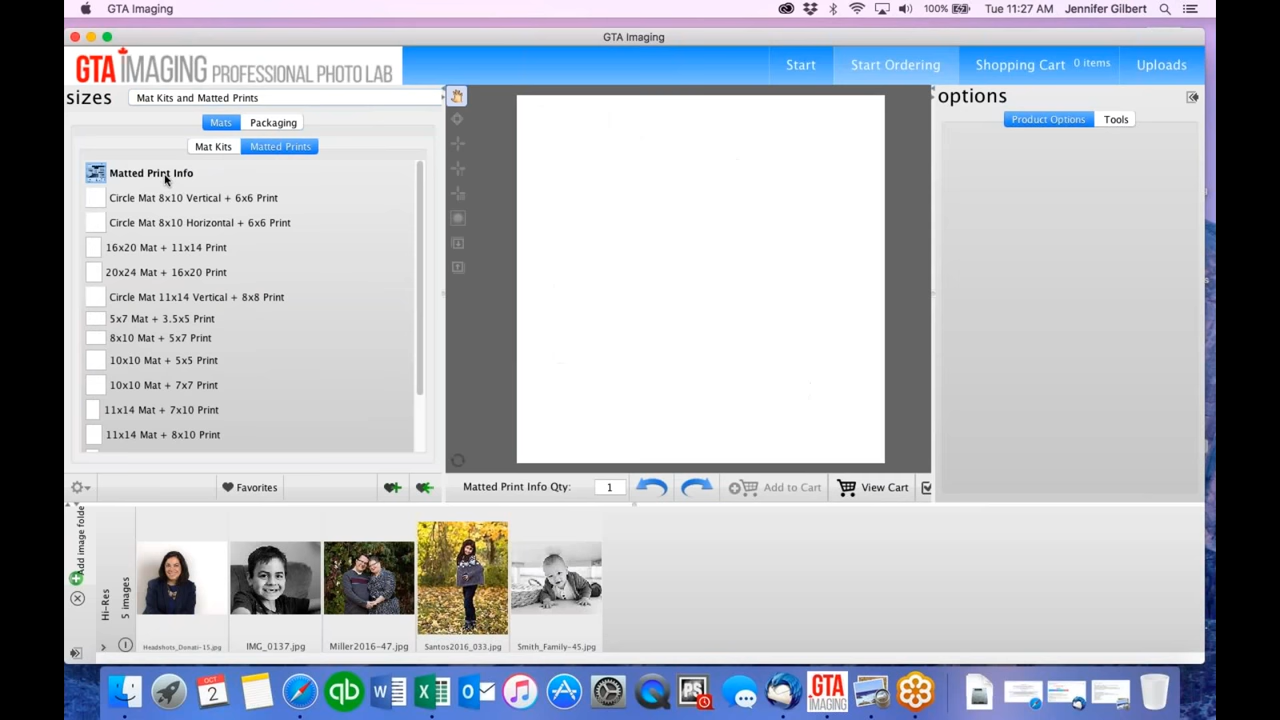 GTA Imaging
100%
Tue 11:27 AM
Jennifer Gilbert
GTA Imaging
GTA IMAGING PROFESSIONAL PHOTO LAB
Start
Start Ordering
Shopping Cart 0 items
Uploads
sizes
Mat Kits and Matted Prints
Mats
Packaging
Mat Kits
Matted Prints
Matted Print Info
Circle Mat 8x10 Vertical + 6x6 Print
Circle Mat 8x10 Horizontal + 6x6 Print
16x20 Mat + 11x14 Print
20x24 Mat + 16x20 Print
Circle Mat 11x14 Vertical + 8x8 Print
5x7 Mat + 3.5x5 Print
8x10 Mat + 5x7 Print
10x10 Mat + 5x5 Print
10x10 Mat + 7x7 Print
11x14 Mat + 7x10 Print
11x14 Mat + 8x10 Print
options
Product Options
Tools
Favorites
Matted Print Info Qty: 1
Add to Cart
View Cart
Add image folde
Hi-Res
5 images
Headshots_Donati-15.jpg
IMG_0137.jpg
Miller2016-47.jpg
Santos2016_033.jpg
Smith_Family-45.jpg
OCT
2
qb
PS
GTA
IMAGING